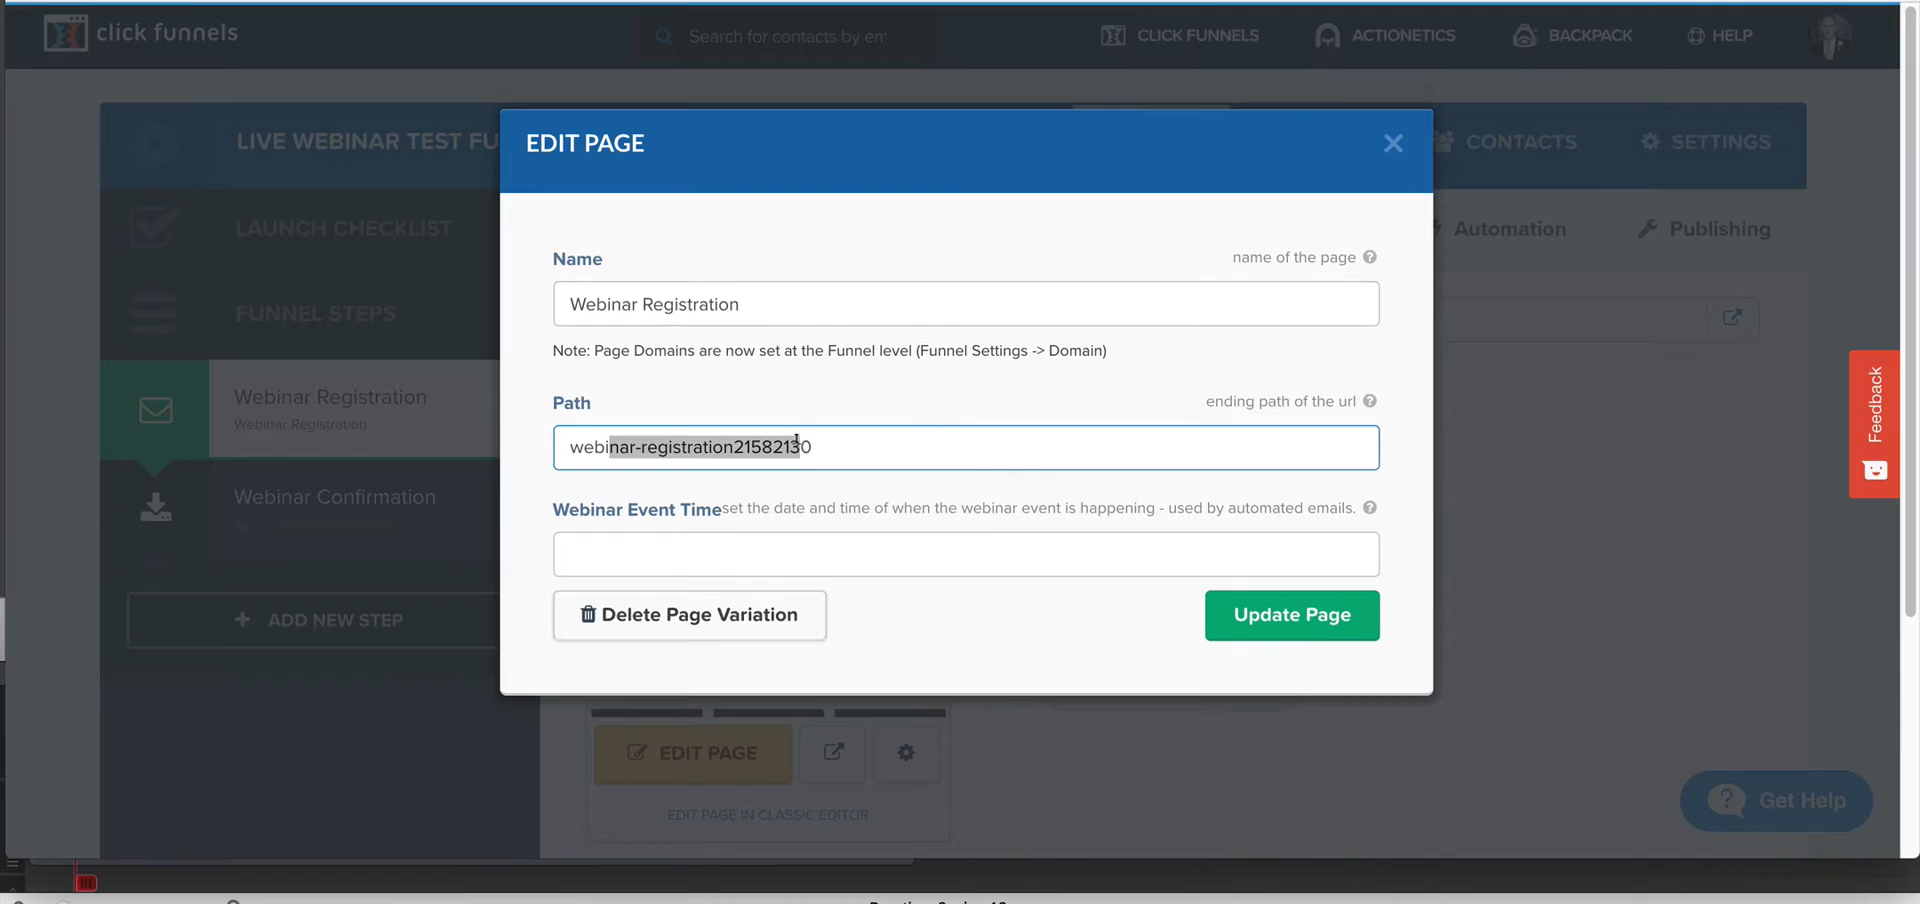 click funnels
Search for contacts by em
CLICK FUNNELS
ACTIONETICS
BACKPACK
HELP
LIVE WEBINAR TEST FU
CONTACTS
SETTINGS
LAUNCH CHECKLIST
Automation
Publishing
FUNNEL STEPS
Webinar Registration
Webinar Registration
Webinar Confirmation
+ ADD NEW STEP
EDIT PAGE
Name
name of the page ?
Webinar Registration
Note: Page Domains are now set at the Funnel level (Funnel Settings -> Domain)
Path
ending path of the url ?
webinar-registration21582130
Webinar Event Time
set the date and time of when the webinar event is happening - used by automated emails. ?
Delete Page Variation
Update Page
EDIT PAGE
EDIT PAGE IN CLASSIC EDITOR
Feedback
? Get Help